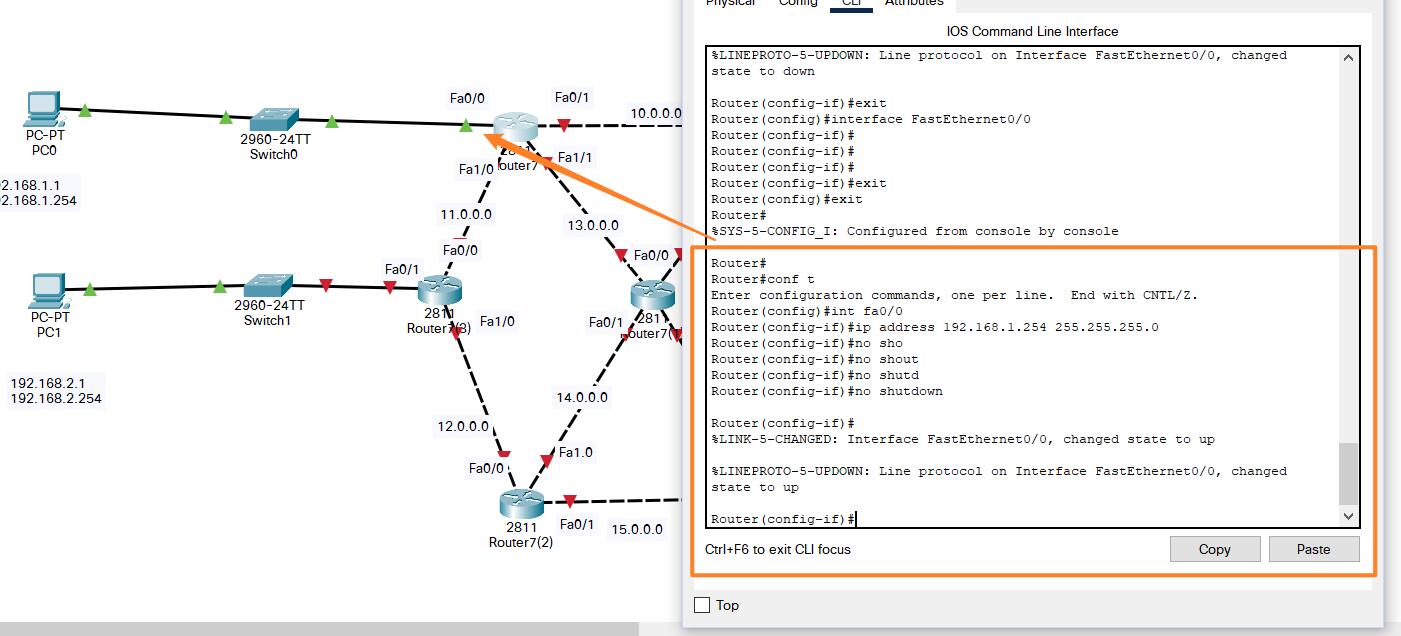 Physical Config CLI Attributes
IOS Command Line Interface
%LINEPROTO-5-UPDOWN: Line protocol on Interface FastEthernet0/0, changed
state to down
Router(config-if)#exit
Router(config)#interface FastEthernet0/0
Router(config-if)#
Router(config-if)#
Router(config-if)#
Router(config-if)#exit
Router(config)#exit
Router#
%SYS-5-CONFIG_I: Configured from console by console
Router#
Router#conf t
Enter configuration commands, one per line.  End with CNTL/Z.
Router(config)#int fa0/0
Router(config-if)#ip address 192.168.1.254 255.255.255.0
Router(config-if)#no sho
Router(config-if)#no shout
Router(config-if)#no shutd
Router(config-if)#no shutdown
Router(config-if)#
%LINK-5-CHANGED: Interface FastEthernet0/0, changed state to up
%LINEPROTO-5-UPDOWN: Line protocol on Interface FastEthernet0/0, changed
state to up
Router(config-if)#
Ctrl+F6 to exit CLI focus
Copy
Paste
Top
Fa0/0
Fa0/1
10.0.0.0
PC-PT
PC0
2960-24TT
Switch0
outer7
Fa1/0
Fa1/1
2.168.1.1
2.168.1.254
11.0.0.0
13.0.0.0
Fa0/0
Fa0/0
Fa0/1
PC-PT
PC1
2960-24TT
Switch1
2811
Router7(3)
Fa1/0
Fa0/1
281
outer7(1
192.168.2.1
192.168.2.254
14.0.0.0
12.0.0.0
Fa1.0
Fa0/0
2811
Router7(2)
Fa0/1
15.0.0.0